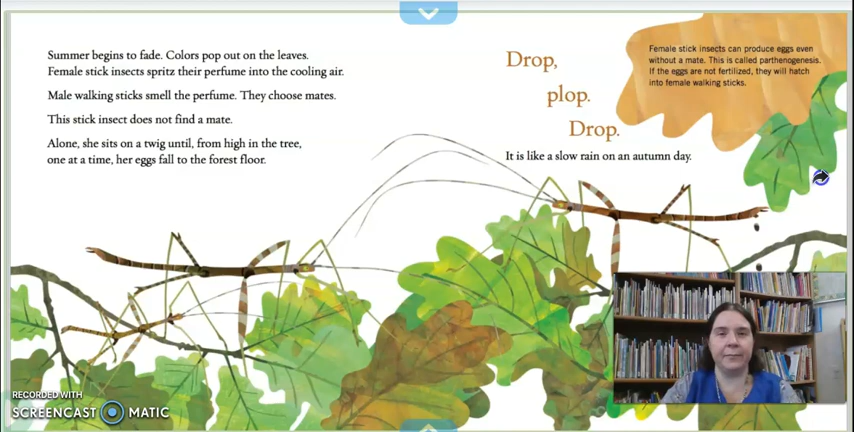 Summer begins to fade. Colors pop out on the leaves.
Female stick insects spritz their perfume into the cooling air.
Male walking sticks smell the perfume. They choose mates.
This stick insect does not find a mate.
Alone, she sits on a twig until, from high in the tree,
one at a time, her eggs fall to the forest floor.
Drop,
plop.
Drop.
It is like a slow rain on an autumn day.
Female stick insects can produce eggs even
without a mate. This is called parthenogenesis.
If the eggs are not fertilized, they will hatch
into female walking sticks.
RECORDED WITH
SCREENCAST MATIC